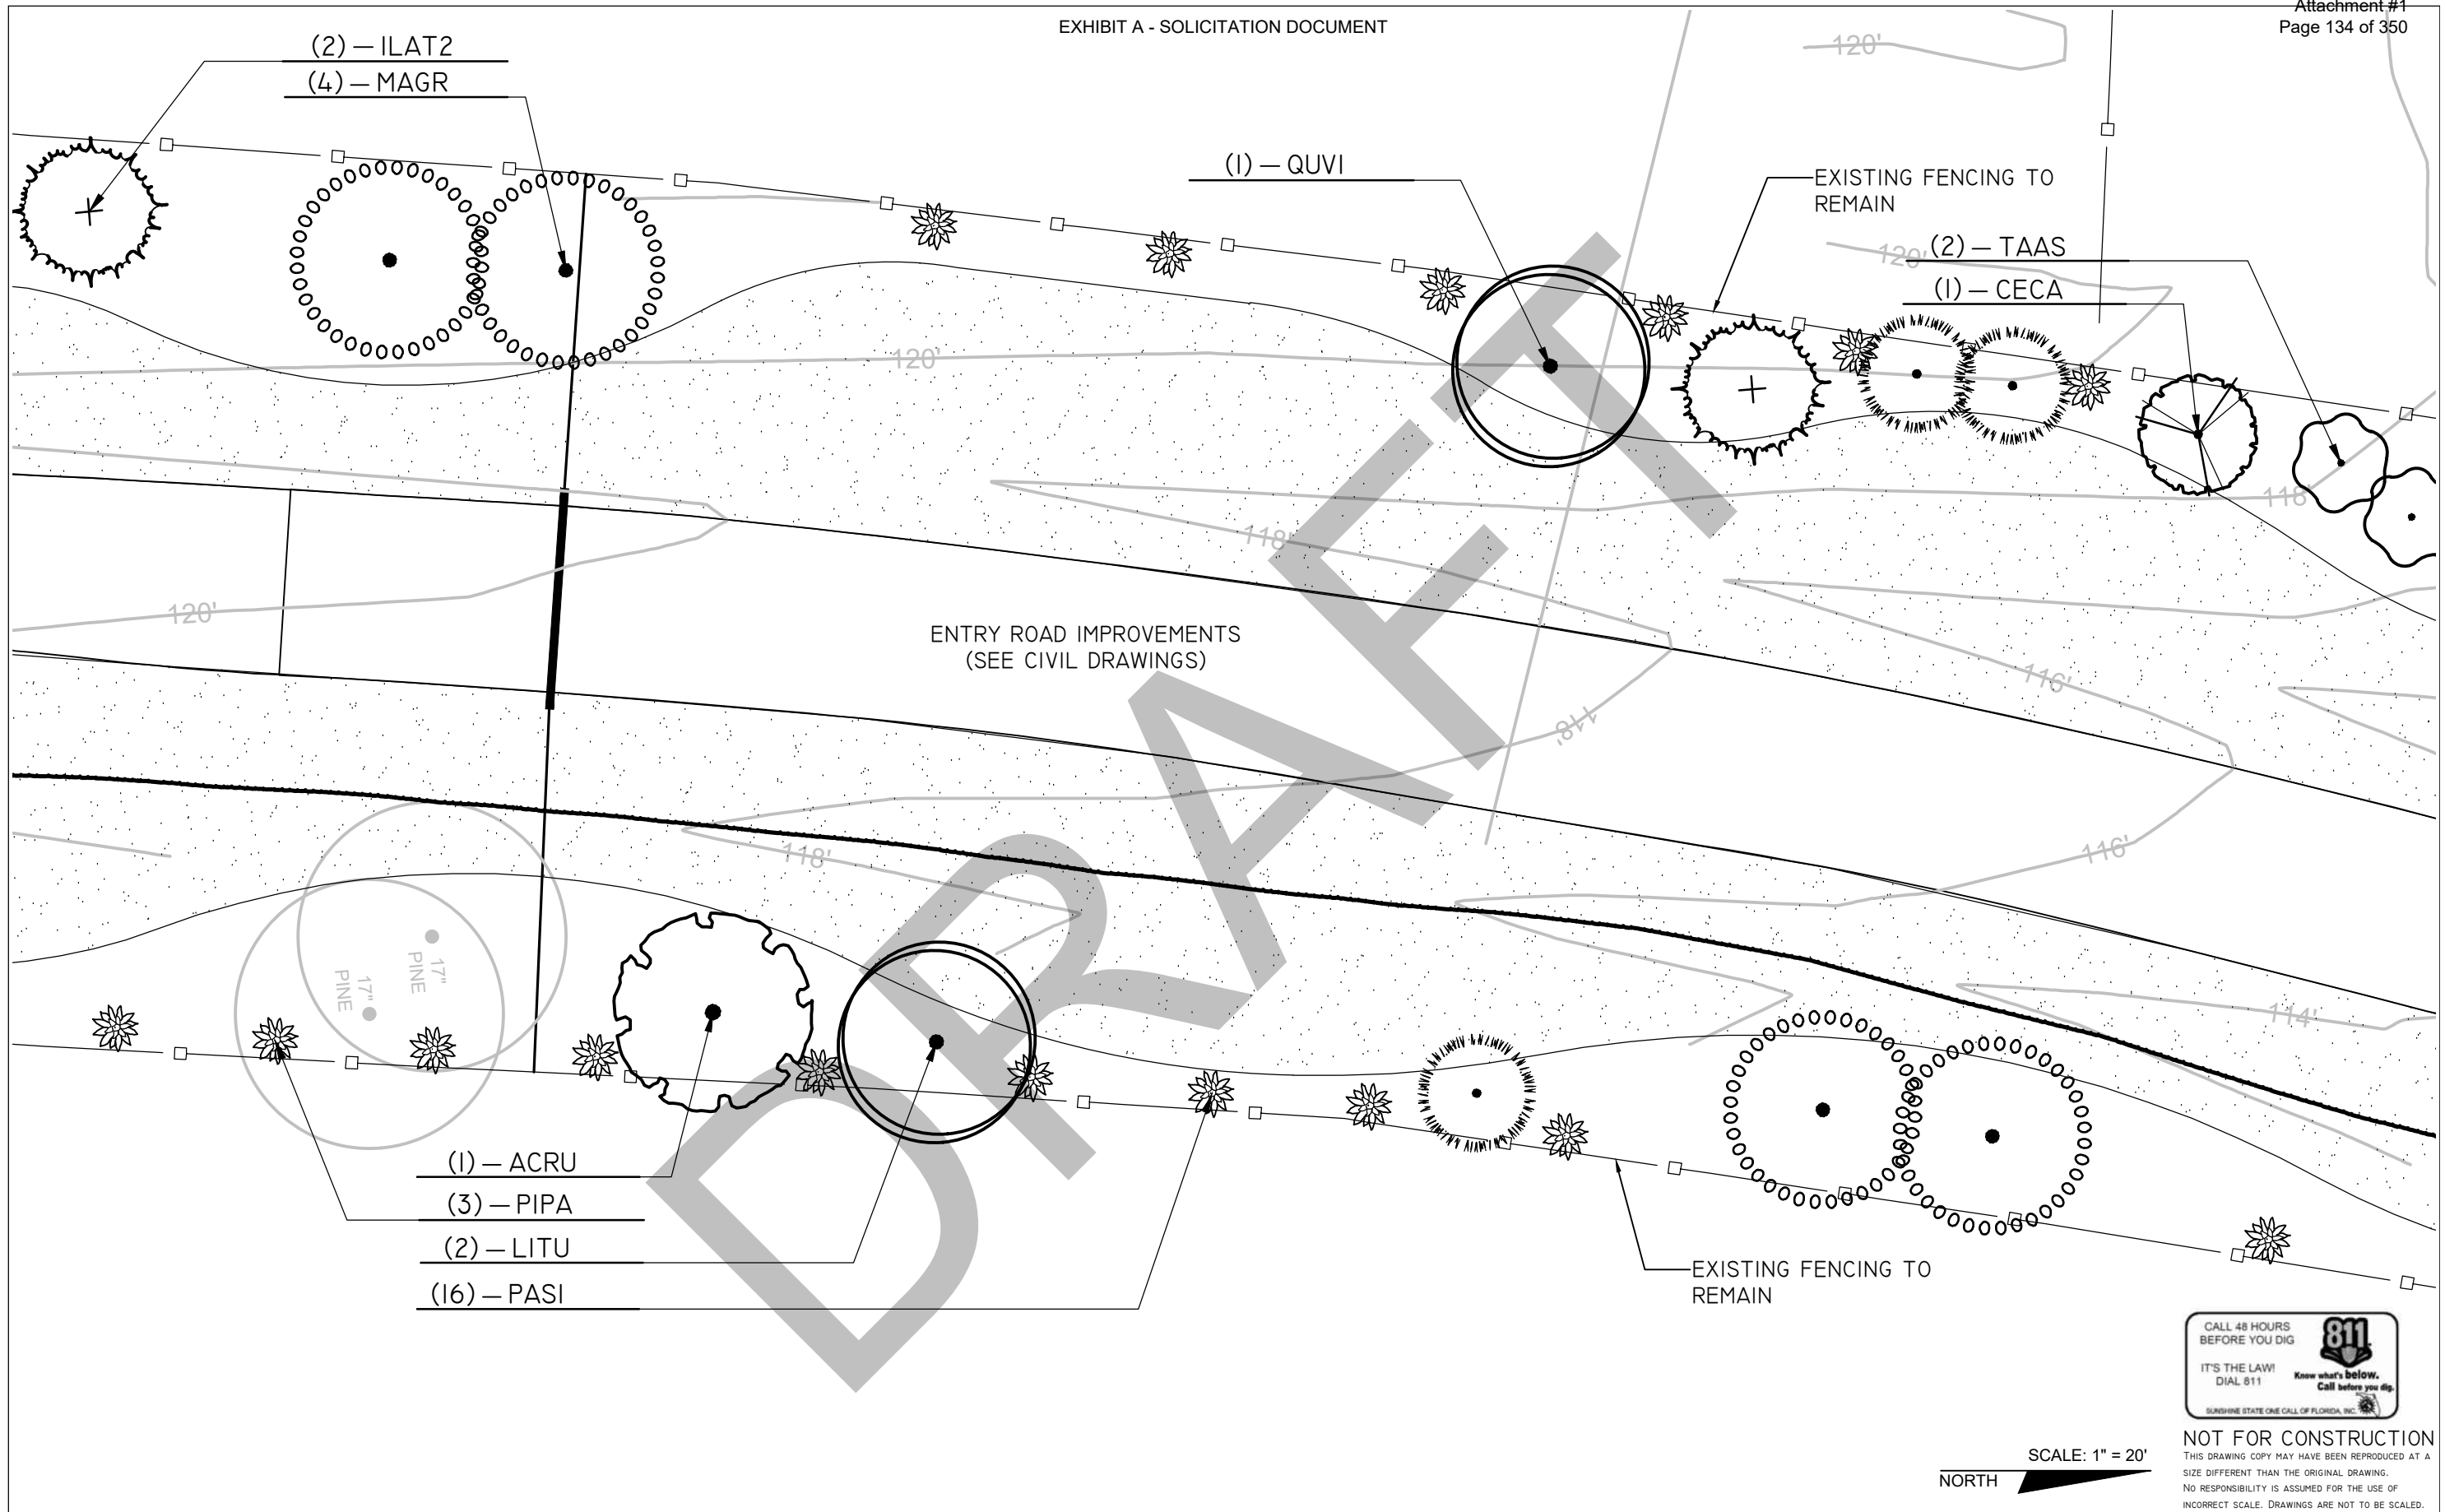 EXHIBIT A - SOLICITATION DOCUMENT
Attachment #1
Page 134 of 350
(2) — ILAT2
(4) — MAGR
(1) — QUVI
EXISTING FENCING TO
REMAIN
(2) — TAAS
(1) — CECA
120'
120'
120'
118'
118'
120'
ENTRY ROAD IMPROVEMENTS
(SEE CIVIL DRAWINGS)
116'
118'
118'
116'
114'
17"
PINE
17"
PINE
DRAFT
(1) — ACRU
(3) — PIPA
(2) — LITU
(16) — PASI
EXISTING FENCING TO
REMAIN
CALL 48 HOURS
BEFORE YOU DIG
IT'S THE LAW!
DIAL 811
811
Know what's below.
Call before you dig.
SUNSHINE STATE ONE CALL OF FLORIDA, INC.
NOT FOR CONSTRUCTION
THIS DRAWING COPY MAY HAVE BEEN REPRODUCED AT A
SIZE DIFFERENT THAN THE ORIGINAL DRAWING.
NO RESPONSIBILITY IS ASSUMED FOR THE USE OF
INCORRECT SCALE. DRAWINGS ARE NOT TO BE SCALED.
SCALE: 1" = 20'
NORTH